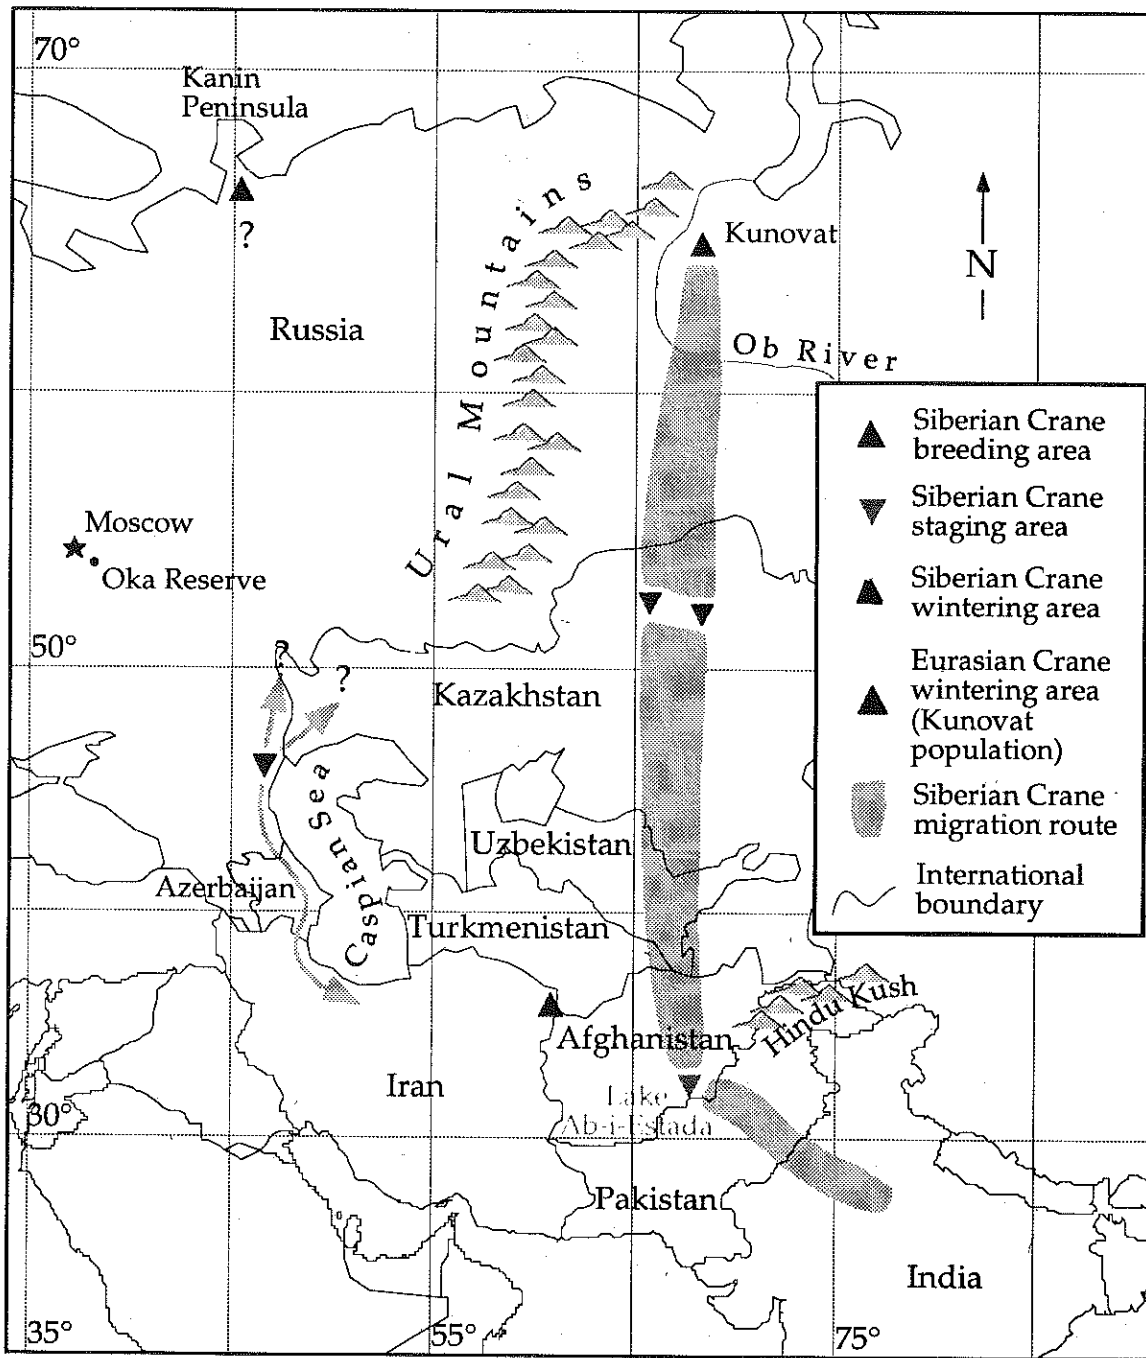 70°
Kanin
Peninsula
?
Ural Mountains
Kunovat
N
Russia
Ob River
Siberian Crane
breeding area
Siberian Crane
staging area
Siberian Crane
wintering area
Eurasian Crane
wintering area
(Kunovat
population)
Siberian Crane
migration route
International
boundary
Moscow
Oka Reserve
50°
?
?
Kazakhstan
Caspian Sea
Uzbekistan
Azerbaijan
Turkmenistan
Hindu Kush
Afghanistan
Iran
Lake
Ab-i-Estada
30°
Pakistan
India
35°
55°
75°